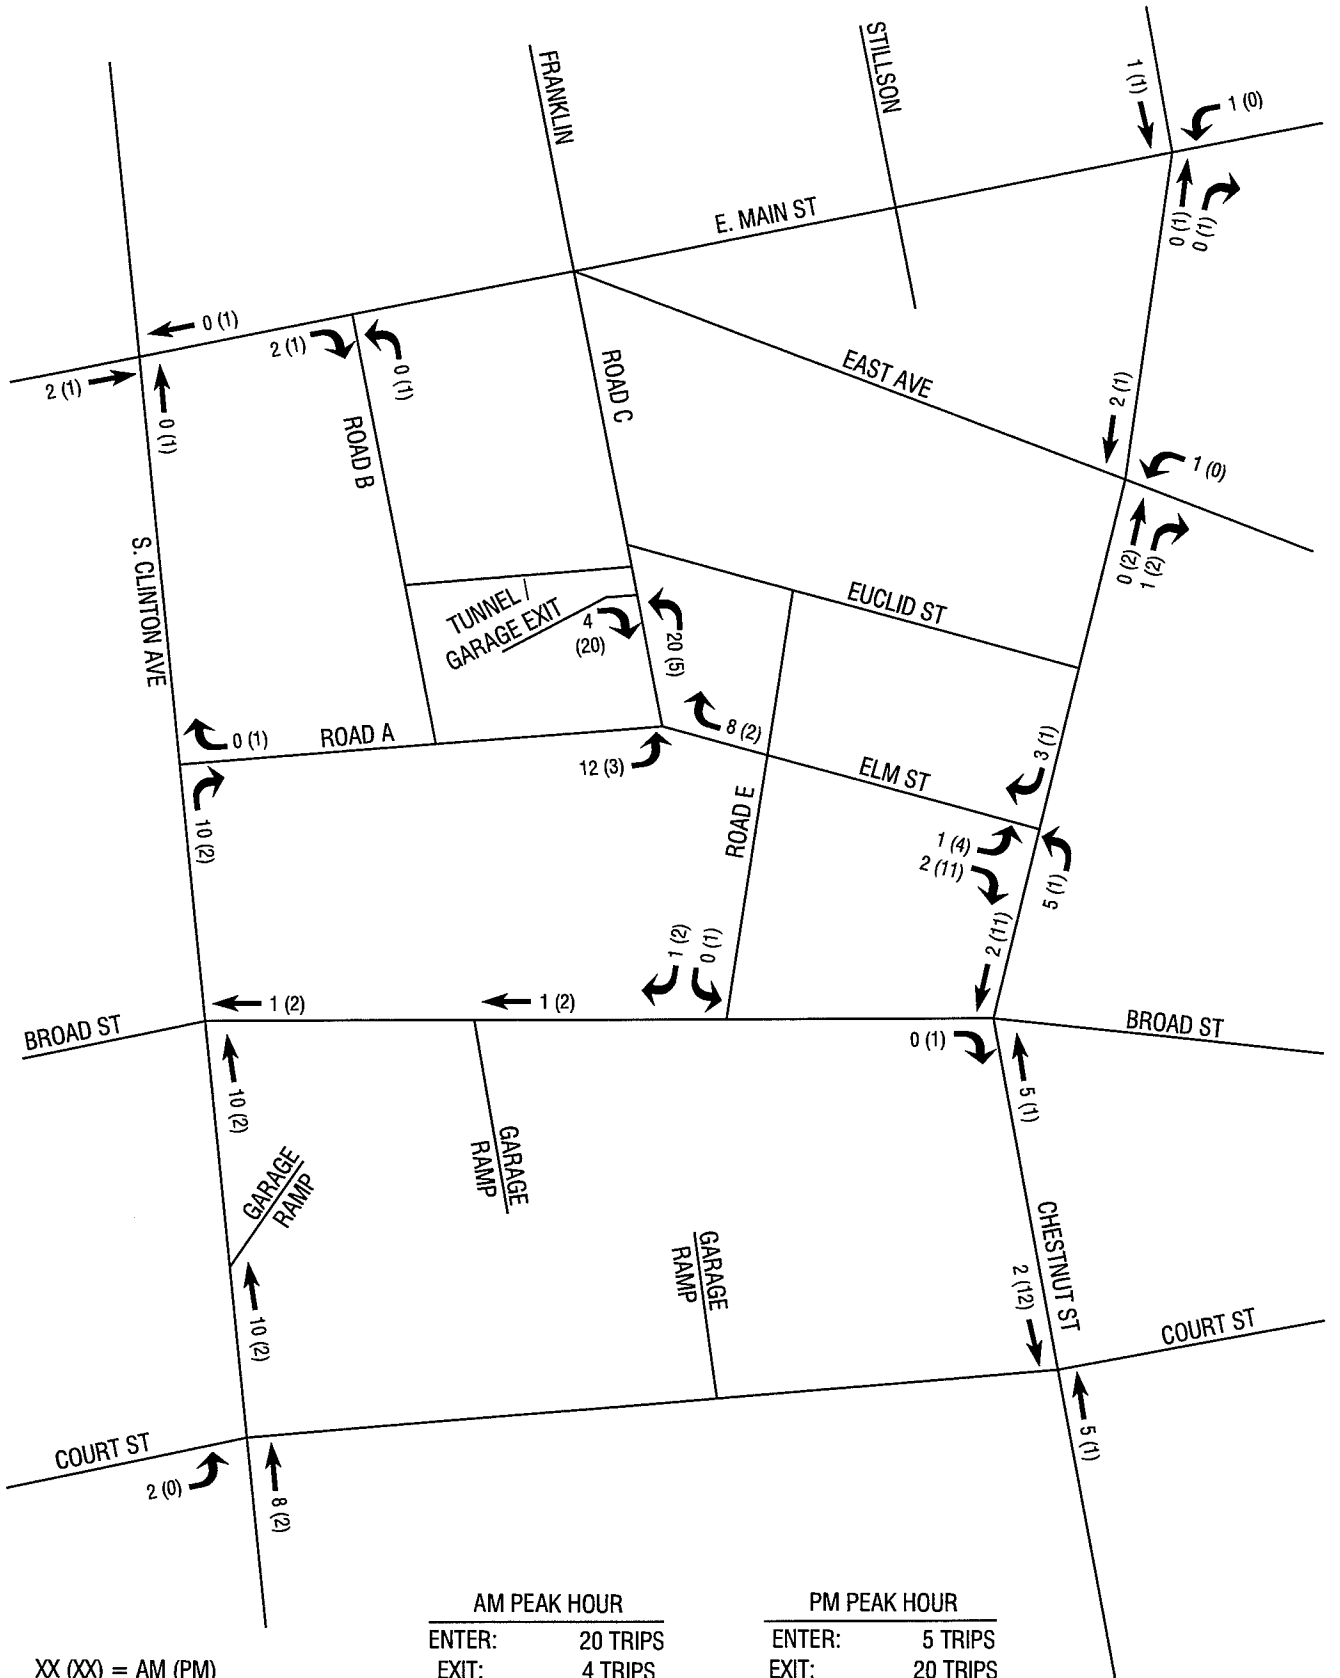 FRANKLIN
STILLSON
1 (1)
1 (0)
E. MAIN ST
0 (1)
0 (1)
0 (1)
2 (1)
2 (1)
0 (1)
0 (1)
ROAD C
EAST AVE
2 (1)
ROAD B
1 (0)
0 (2)
1 (2)
S. CLINTON AVE
TUNNEL /
GARAGE EXIT
4
(20)
20 (5)
EUCLID ST
0 (1)
ROAD A
8 (2)
12 (3)
3 (1)
ELM ST
10 (2)
ROAD E
1 (4)
2 (11)
5 (1)
1 (2)
0 (1)
2 (11)
1 (2)
1 (2)
BROAD ST
BROAD ST
0 (1)
10 (2)
5 (1)
GARAGE
RAMP
GARAGE
RAMP
GARAGE
RAMP
CHESTNUT ST
2 (12)
10 (2)
COURT ST
COURT ST
2 (0)
8 (2)
5 (1)
AM PEAK HOUR
ENTER: 20 TRIPS
EXIT: 4 TRIPS
PM PEAK HOUR
ENTER: 5 TRIPS
EXIT: 20 TRIPS
XX (XX) = AM (PM)